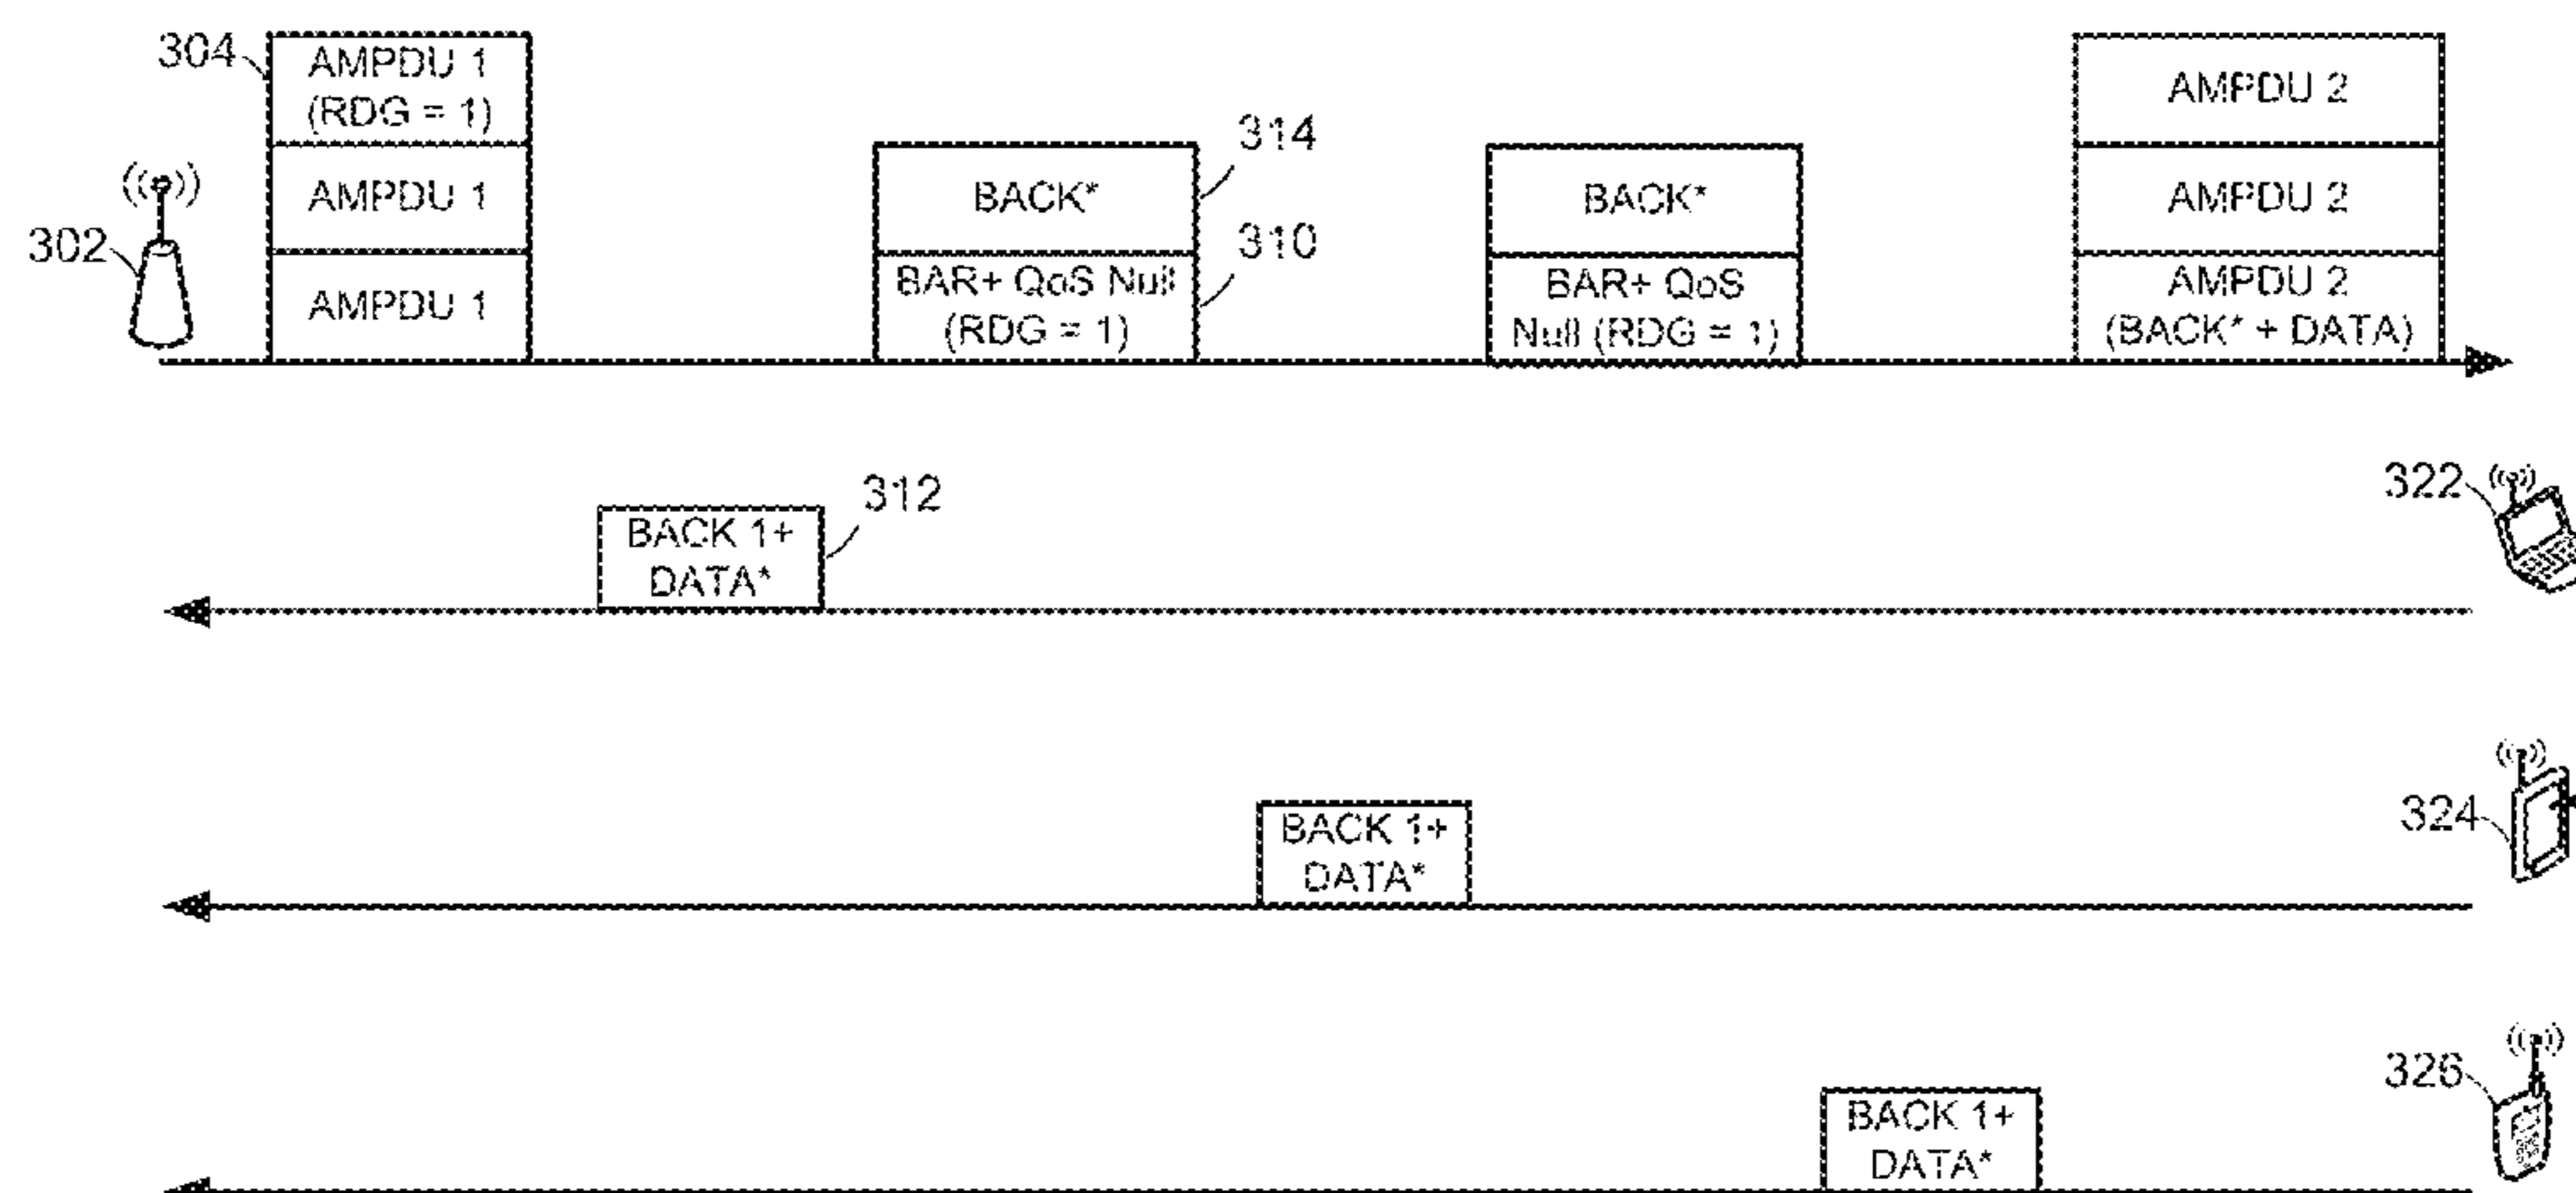 304
AMPDU 1
(RDG = 1)
AMPDU 1
AMPDU 1
302
BACK*
314
BAR+ QoS Null
(RDG = 1)
310
BACK*
BAR+ QoS
Null (RDG = 1)
AMPDU 2
AMPDU 2
AMPDU 2
(BACK* + DATA)
BACK 1+
DATA*
312
322
BACK 1+
DATA*
324
BACK 1+
DATA*
326